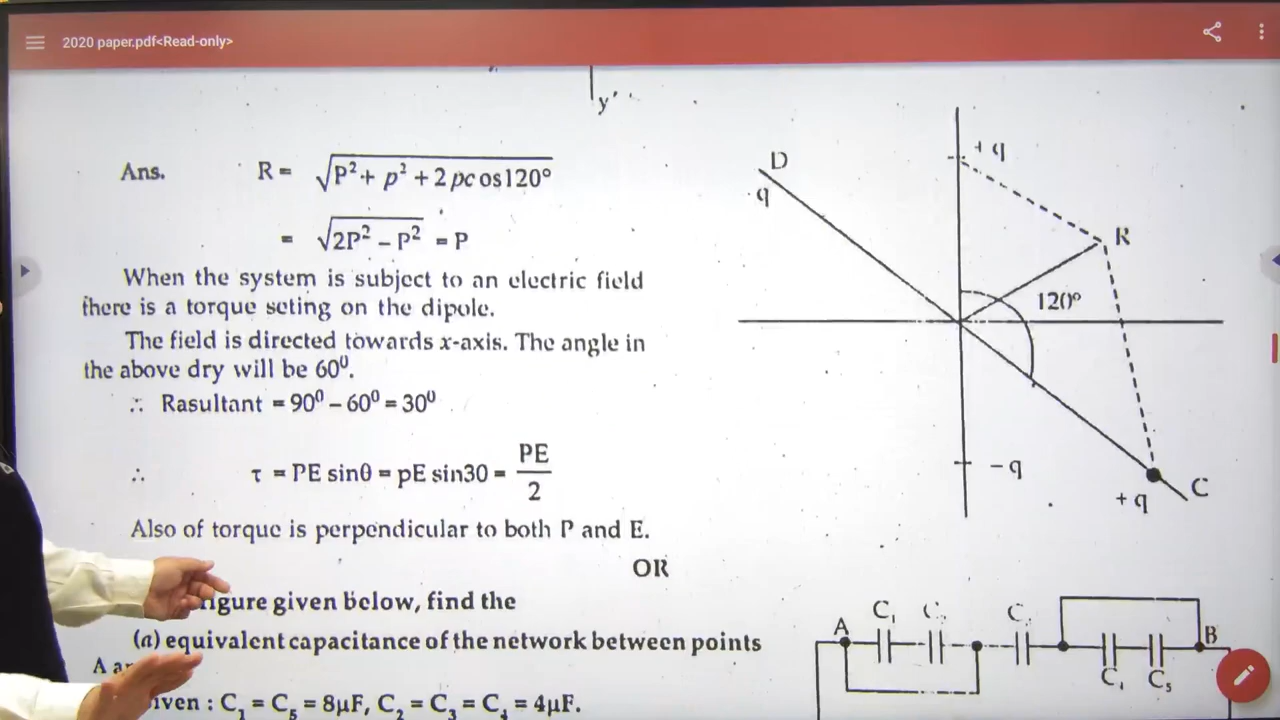 2020 paper.pdf<Read-only>
y'
Ans. R = √P² + p² + 2 pc os120°
= √2P² – P² = P
When the system is subject to an electric field
there is a torque seting on the dipole.
The field is directed towards x-axis. The angle in
the above dry will be 60⁰.
∴ Rasultant = 90⁰ – 60⁰ = 30⁰
∴ τ = PE sinθ = pE sin30 = PE/2
Also of torque is perpendicular to both P and E.
OR
igure given below, find the
(a) equivalent capacitance of the network between points
A
iven : C₁ = C₅ = 8μF, C₂ = C₃ = C₄ = 4μF.
D
q
+ q
R
120°
– q
+ q
C
A
C₁
C
B
C₅